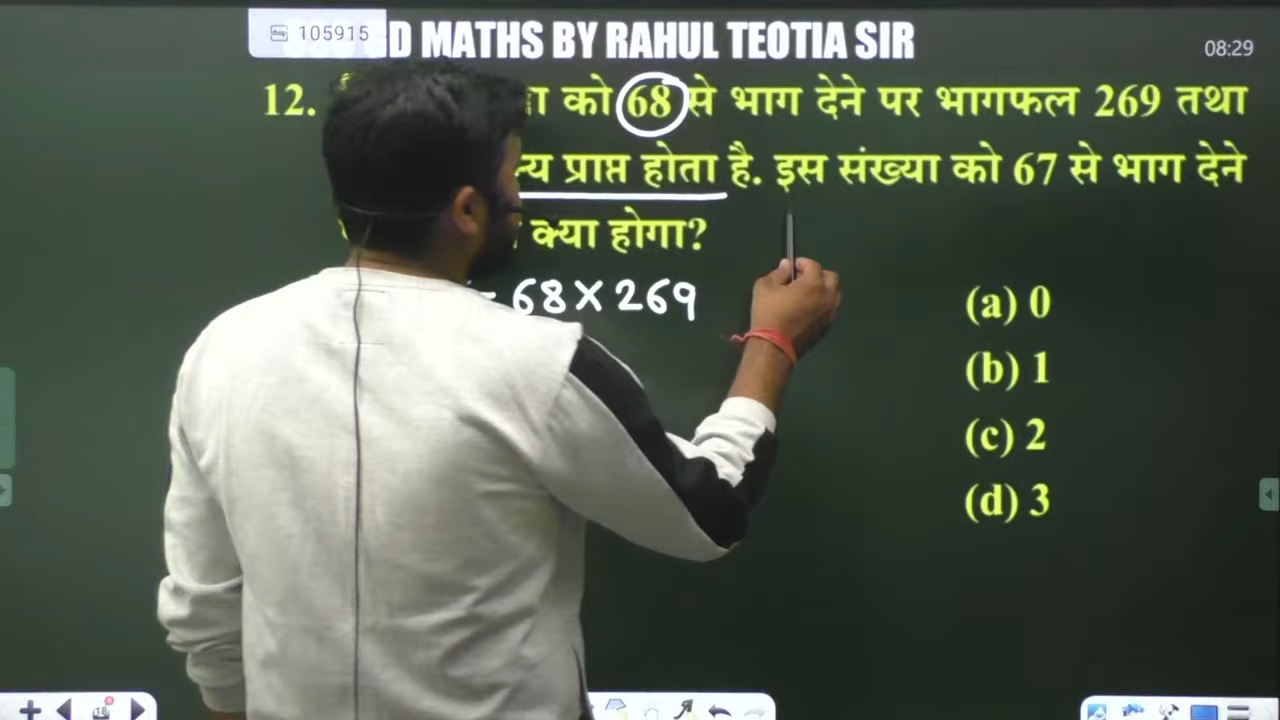 105915
D MATHS BY RAHUL TEOTIA SIR
08:29
12. को 68 से भाग देने पर भागफल 269 तथा
प्राप्त होता है. इस संख्या को 67 से भाग देने
क्या होगा?
= 68 × 269
(a) 0
(b) 1
(c) 2
(d) 3
18